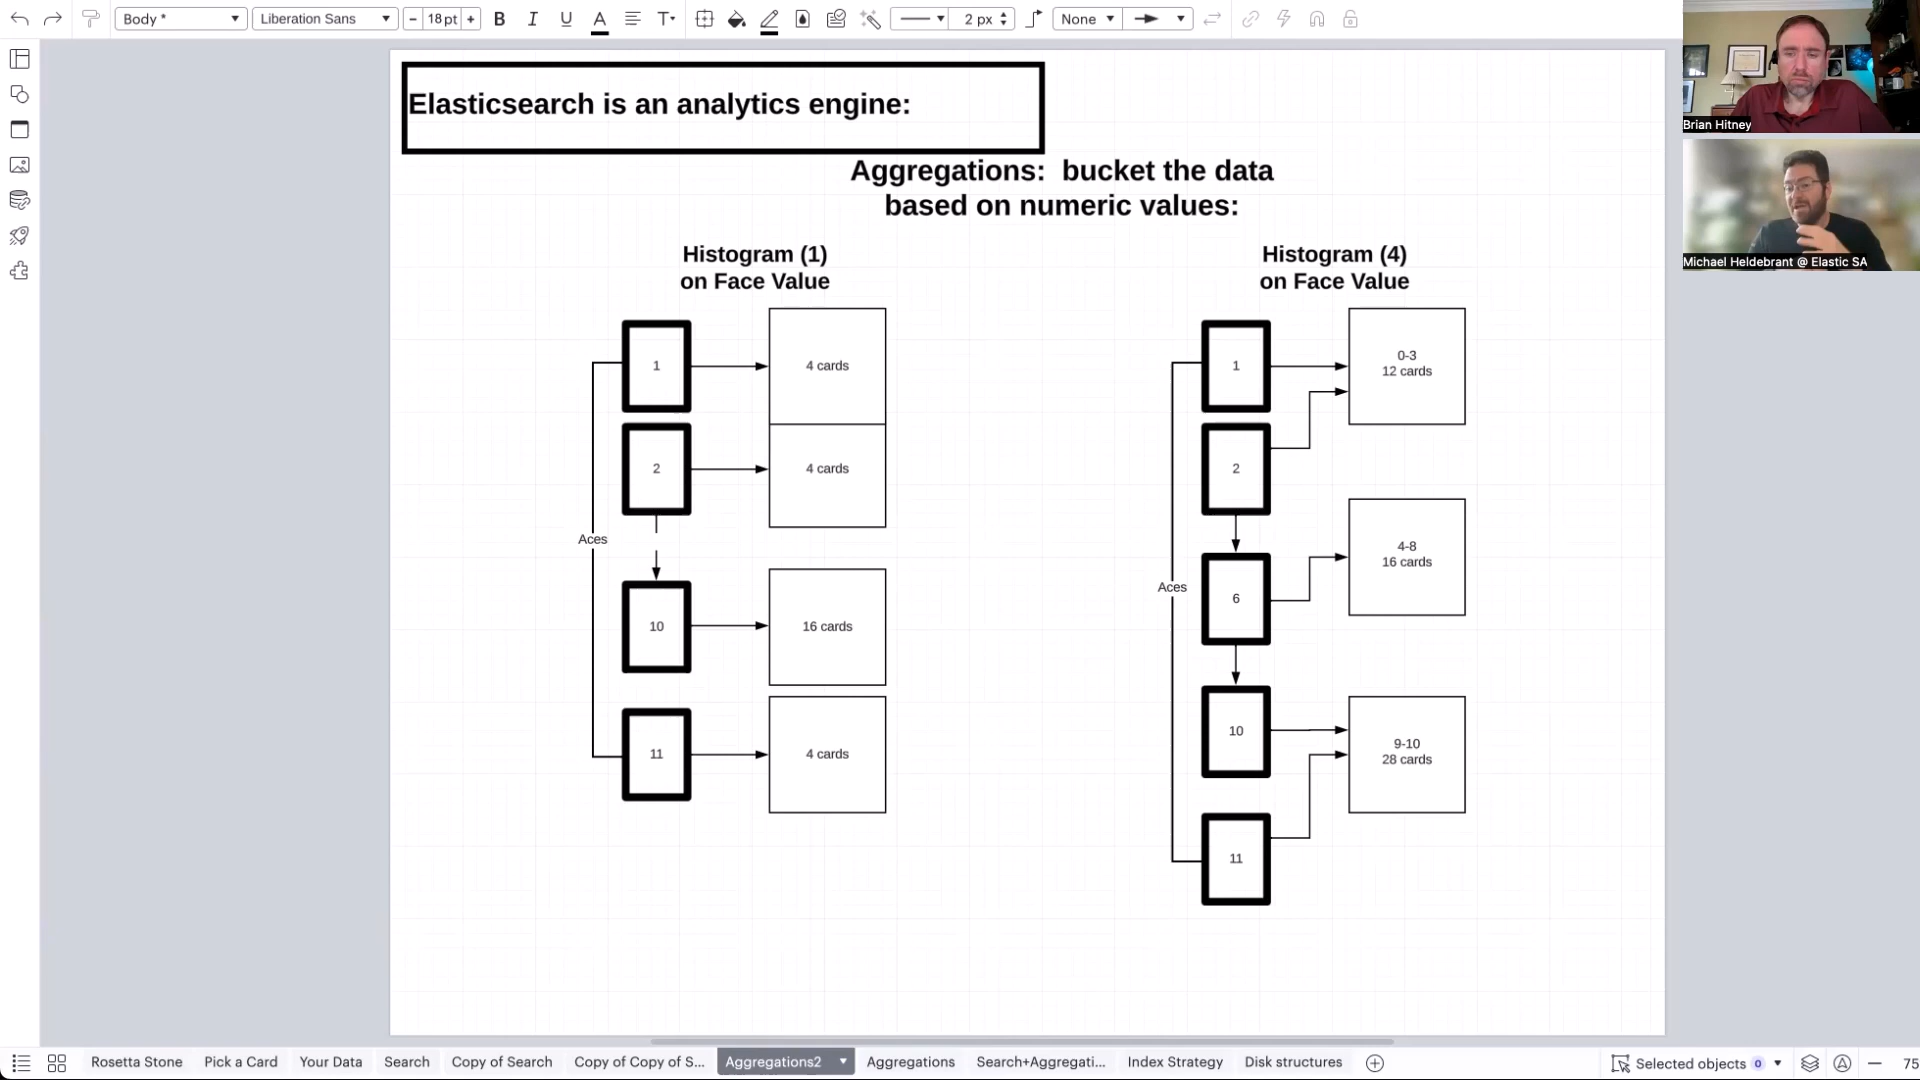 Body *
Liberation Sans
18 pt
2 px
None
Elasticsearch is an analytics engine:
Aggregations:  bucket the data
based on numeric values:
Histogram (1)
on Face Value
Histogram (4)
on Face Value
1
4 cards
2
4 cards
Aces
10
16 cards
11
4 cards
1
0-3
12 cards
2
4-8
16 cards
Aces
6
10
9-10
28 cards
11
Brian Hitney
Michael Heldebrant @ Elastic SA
Rosetta Stone
Pick a Card
Your Data
Search
Copy of Search
Copy of Copy of S...
Aggregations2
Aggregations
Search+Aggregati...
Index Strategy
Disk structures
Selected objects 0
75